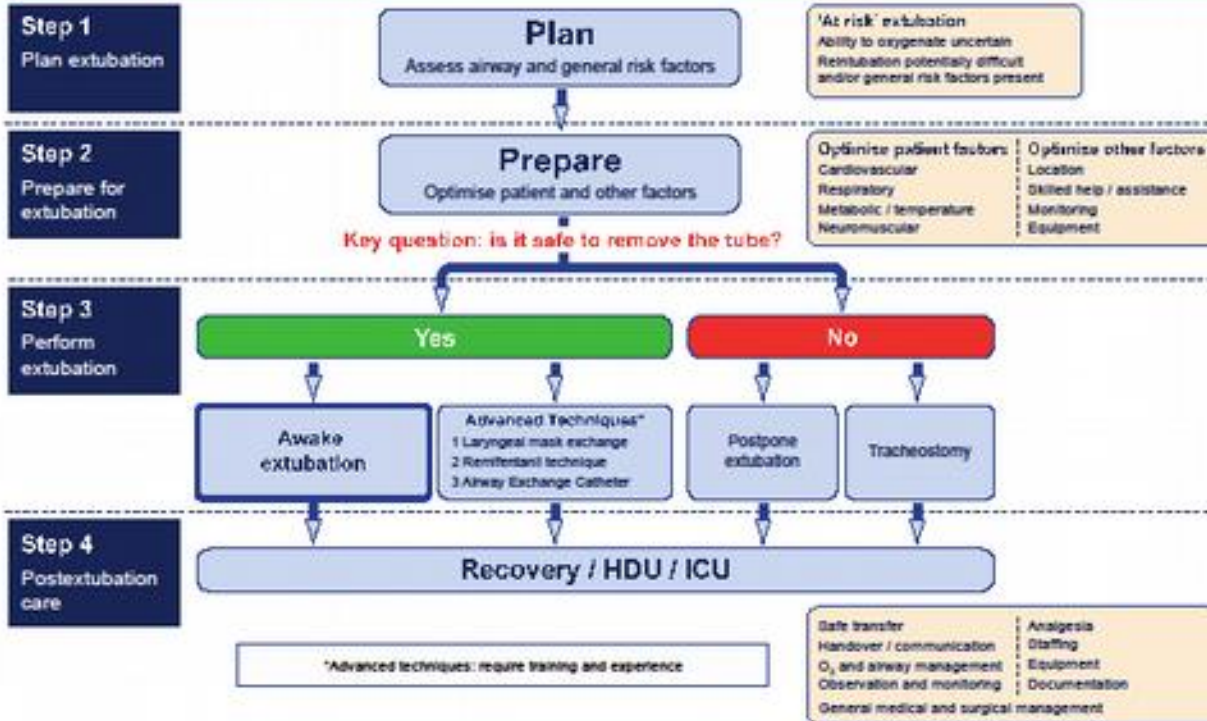 Step 1
Plan extubation
Plan
Assess airway and general risk factors
'At risk' extubation
Ability to oxygenate uncertain
Reintubation potentially difficult
and/or general risk factors present
Step 2
Prepare for
extubation
Prepare
Optimise patient and other factors
Optimise patient factors
Cardiovascular
Respiratory
Metabolic / temperature
Neuromuscular
Optimise other factors
Location
Skilled help / assistance
Monitoring
Equipment
Key question: is it safe to remove the tube?
Step 3
Perform
extubation
Yes
No
Awake
extubation
Advanced Techniques*
1 Laryngeal mask exchange
2 Remifentanil technique
3 Airway Exchange Catheter
Postpone
extubation
Tracheostomy
Step 4
Postextubation
care
Recovery / HDU / ICU
*Advanced techniques: require training and experience
Safe transfer
Handover / communication
O₂ and airway management
Observation and monitoring
Analgesia
Staffing
Equipment
Documentation
General medical and surgical management